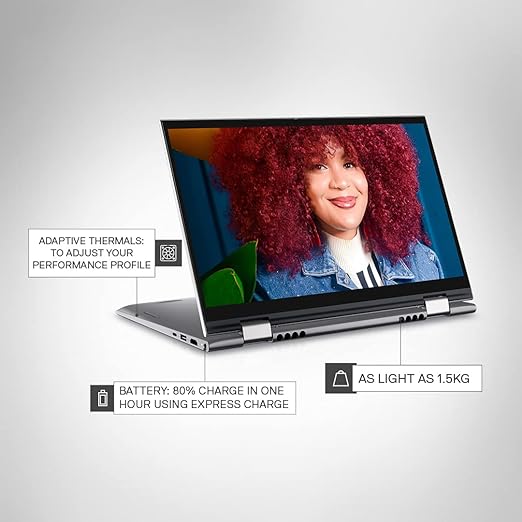 ADAPTIVE THERMALS:
TO ADJUST YOUR
PERFORMANCE PROFILE
BATTERY: 80% CHARGE IN ONE
HOUR USING EXPRESS CHARGE
AS LIGHT AS 1.5KG